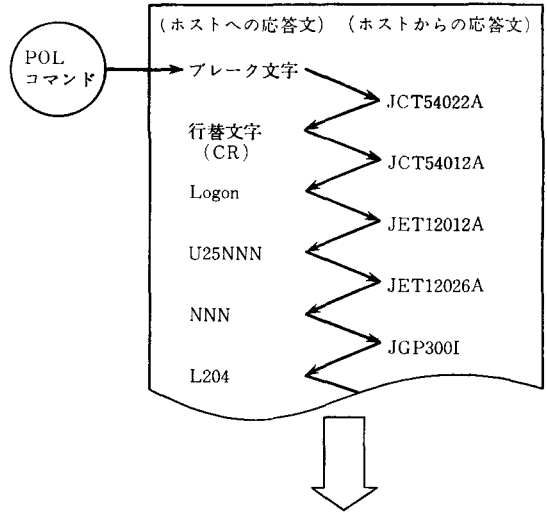 (ホストへの応答文) (ホストからの応答文)
POL
コマンド
ブレーク文字
JCT54022A
行替文字
(CR)
JCT54012A
Logon
JET12012A
U25NNN
JET12026A
NNN
JGP300I
L204